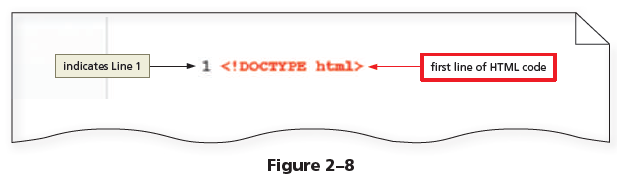 indicates Line 1
1 <!DOCTYPE html>
first line of HTML code
Figure 2–8